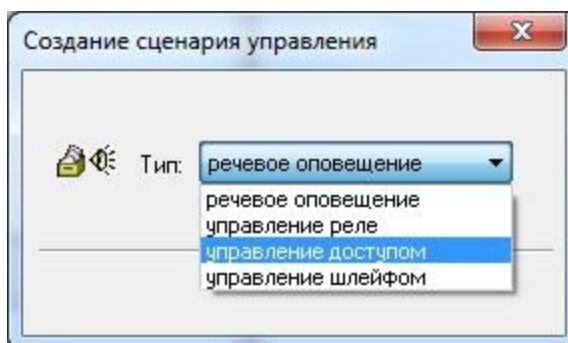 Создание сценария управления
Тип: речевое оповещение
речевое оповещение
управление реле
управление доступом
управление шлейфом